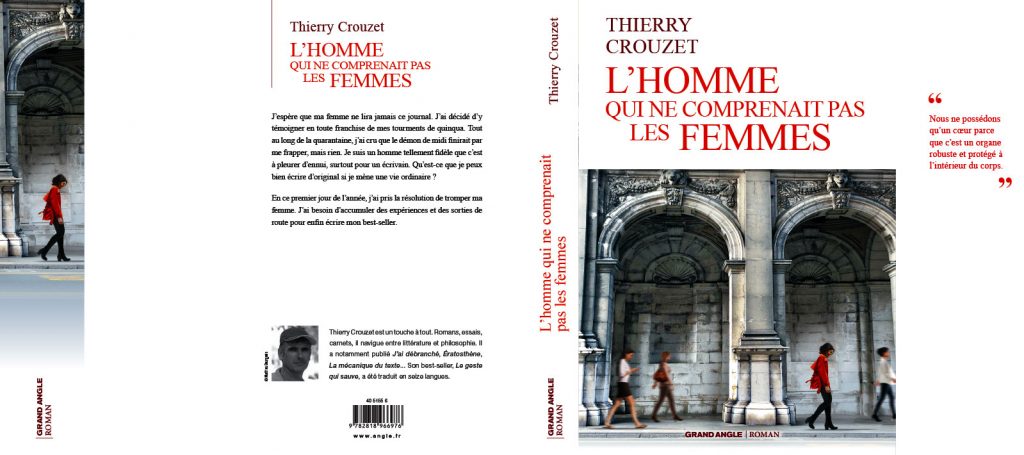 Thierry Crouzet
L'HOMME
QUI NE COMPRENAIT PAS
LES FEMMES
J'espère que ma femme ne lira jamais ce journal. J'ai décidé d'y
témoigner en toute franchise de mes tourments de quinqua. Tout
au long de la quarantaine, j'ai cru que le démon de midi finirait par
me frapper, mais rien. Je suis un homme tellement fidèle que c'est
à pleurer d'ennui, surtout pour un écrivain. Qu'est-ce que je peux
bien écrire d'original si je mène une vie ordinaire ?
En ce premier jour de l'année, j'ai pris la résolution de tromper ma
femme. J'ai besoin d'accumuler des expériences et des sorties de
route pour enfin écrire mon best-seller.
Thierry Crouzet est un touche à tout. Romans, essais,
carnets, il navigue entre littérature et philosophie. Il
a notamment publié J'ai débranché, Ératosthène,
La mécanique du texte... Son best-seller, Le geste
qui sauve, a été traduit en seize langues.
40 5155 6
9 782818 966976
www.angle.fr
GRAND ANGLE
ROMAN
Thierry Crouzet
L'homme qui ne comprenait
pas les femmes
GRAND ANGLE
ROMAN
THIERRY
CROUZET
L'HOMME
QUI NE COMPRENAIT PAS
LES FEMMES
GRAND ANGLE | ROMAN
“
Nous ne possédons
qu'un cœur parce
que c'est un organe
robuste et protégé à
l'intérieur du corps.
”